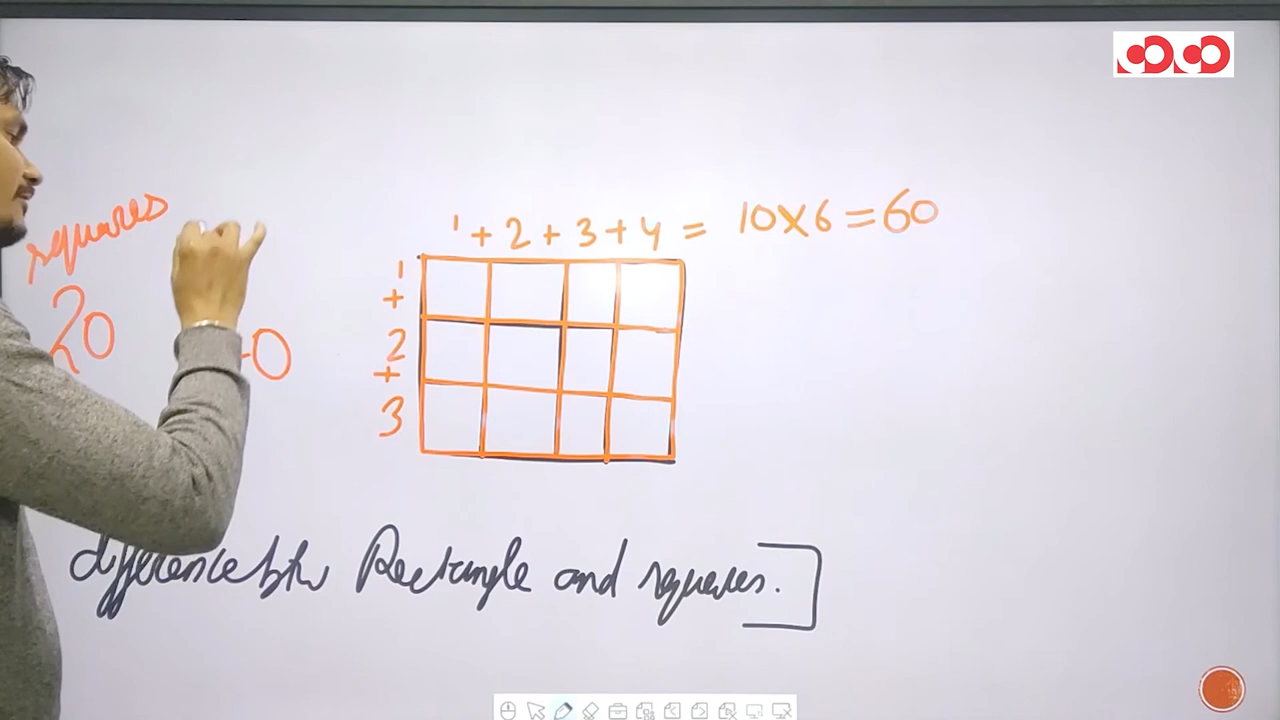 squares
20
1 + 2 + 3 + 4 = 10 X 6 = 60
1
+
2
+
3
difference btw Rectangle and squares.